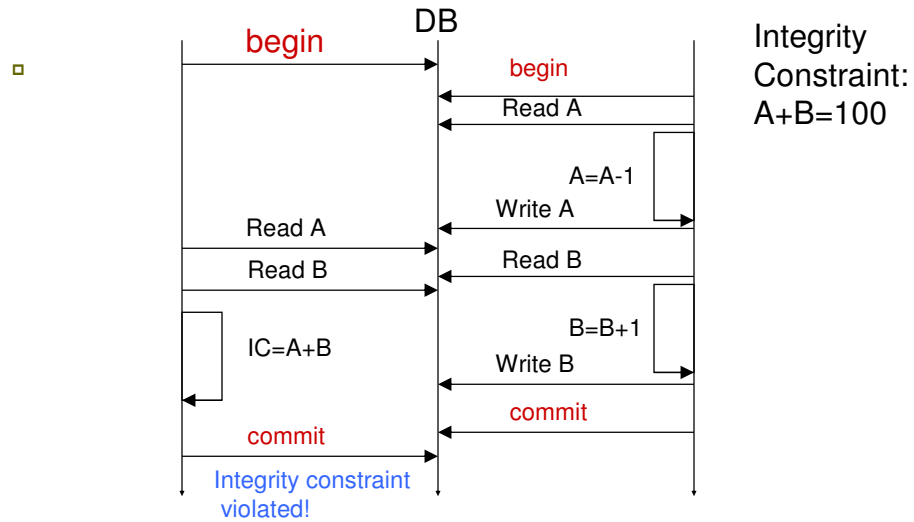 DB
begin
begin
Integrity
Constraint:
A+B=100
Read A
A=A-1
Write A
Read A
Read B
Read B
B=B+1
IC=A+B
Write B
commit
commit
Integrity constraint
violated!